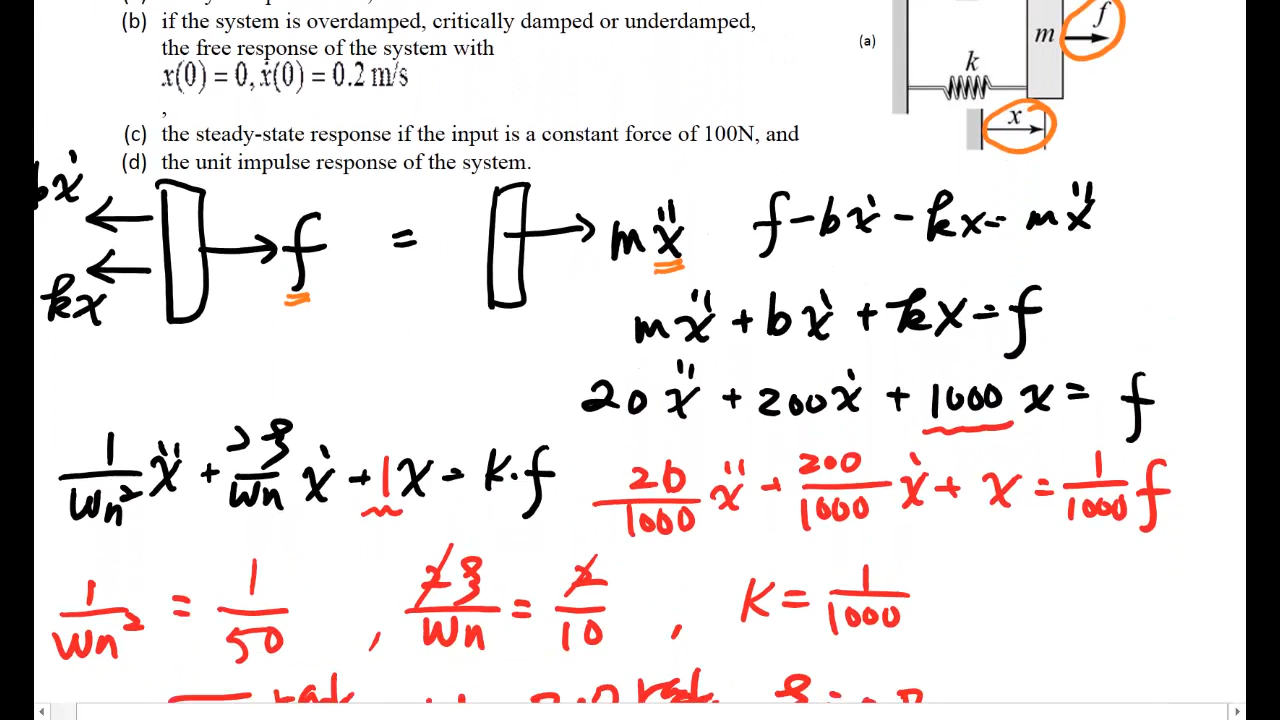 (b) if the system is overdamped, critically damped or underdamped,
the free response of the system with
x(0) = 0, ẋ(0) = 0.2 m/s
,
(c) the steady-state response if the input is a constant force of 100N, and
(d) the unit impulse response of the system.
(a)
m
f
k
x
bẋ
kx
f
=
mẍ
f - bẋ - kx = mẍ
mẍ + bẋ + kx = f
20ẍ + 200ẋ + 1000x = f
1/ωn² ẍ + 2ξ/ωn ẋ + 1x = K·f
20/1000 ẍ + 200/1000 ẋ + x = 1/1000 f
1/ωn² = 1/50 , 2ξ/ωn = 2/10 , K = 1/1000